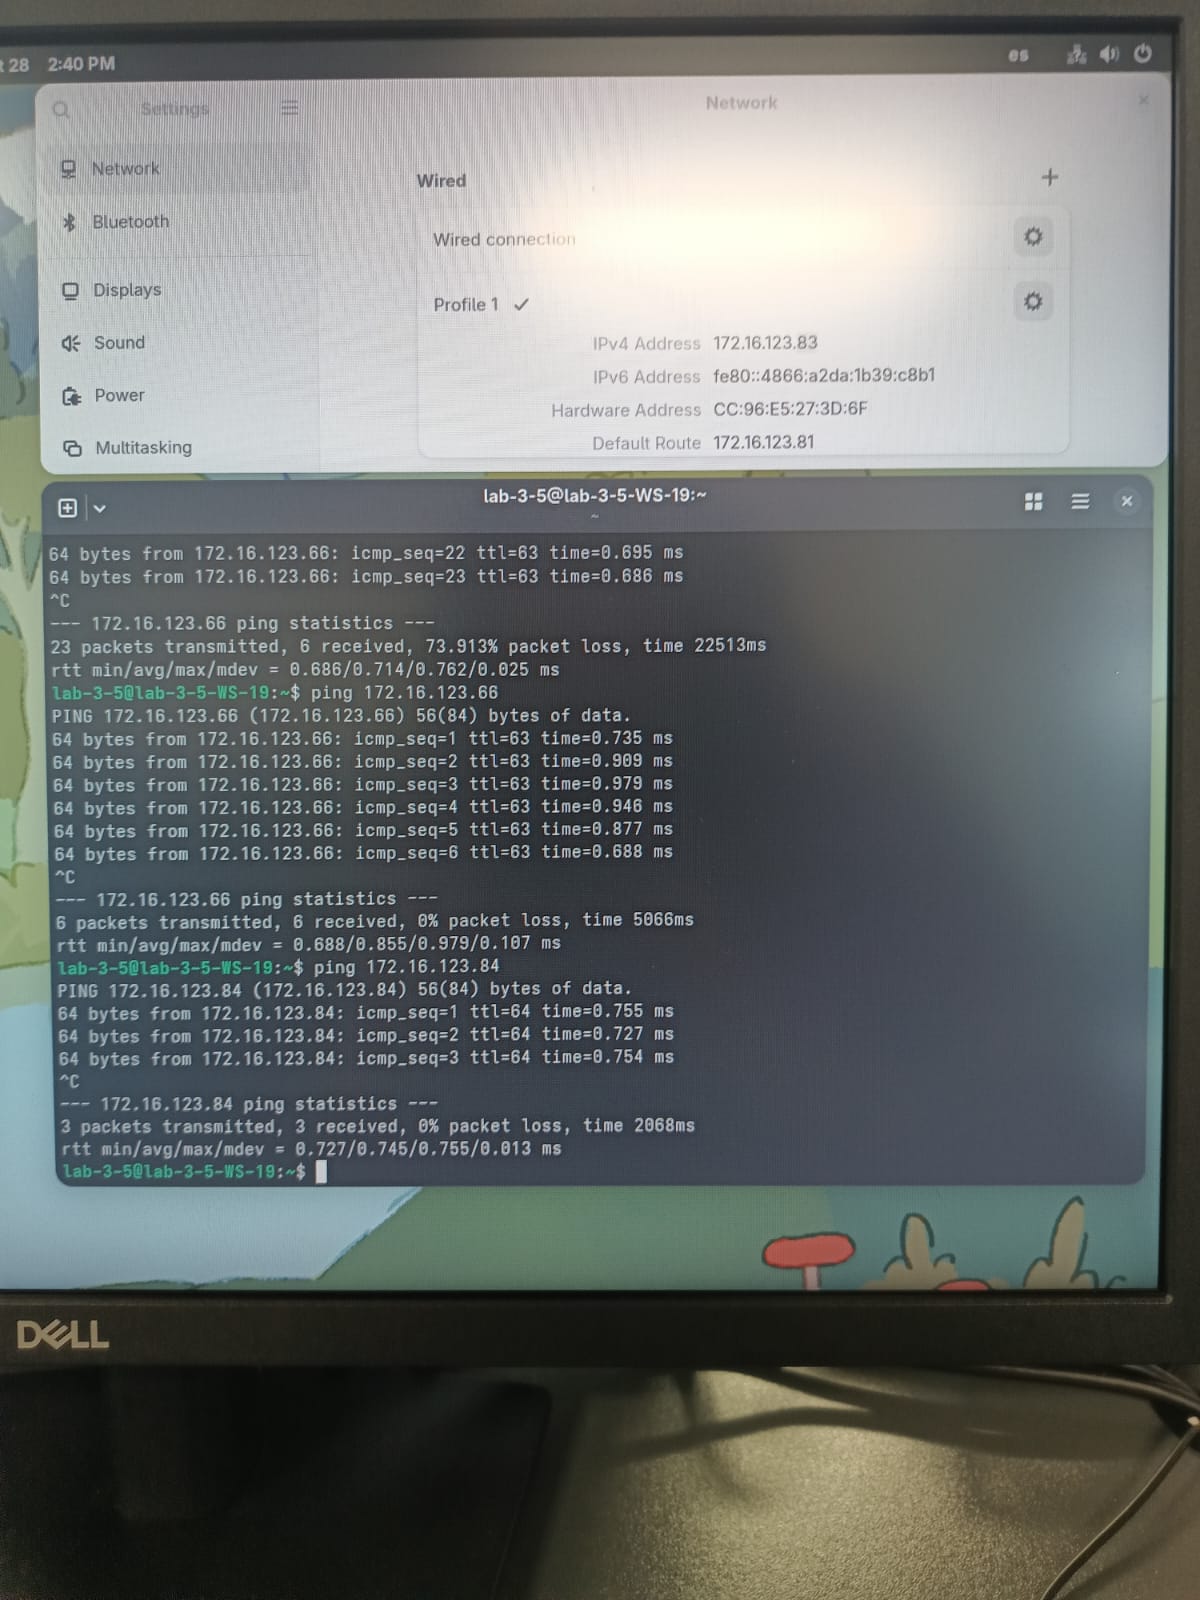 t 28 2:40 PM es
Settings
Network
Network
Bluetooth
Displays
Sound
Power
Multitasking
Wired
Wired connection
Profile 1
IPv4 Address 172.16.123.83
IPv6 Address fe80::4866:a2da:1b39:c8b1
Hardware Address CC:96:E5:27:3D:6F
Default Route 172.16.123.81
lab-3-5@lab-3-5-WS-19:~
~
64 bytes from 172.16.123.66: icmp_seq=22 ttl=63 time=0.695 ms
64 bytes from 172.16.123.66: icmp_seq=23 ttl=63 time=0.686 ms
^C
--- 172.16.123.66 ping statistics ---
23 packets transmitted, 6 received, 73.913% packet loss, time 22513ms
rtt min/avg/max/mdev = 0.686/0.714/0.762/0.025 ms
lab-3-5@lab-3-5-WS-19:~$ ping 172.16.123.66
PING 172.16.123.66 (172.16.123.66) 56(84) bytes of data.
64 bytes from 172.16.123.66: icmp_seq=1 ttl=63 time=0.735 ms
64 bytes from 172.16.123.66: icmp_seq=2 ttl=63 time=0.909 ms
64 bytes from 172.16.123.66: icmp_seq=3 ttl=63 time=0.979 ms
64 bytes from 172.16.123.66: icmp_seq=4 ttl=63 time=0.946 ms
64 bytes from 172.16.123.66: icmp_seq=5 ttl=63 time=0.877 ms
64 bytes from 172.16.123.66: icmp_seq=6 ttl=63 time=0.688 ms
^C
--- 172.16.123.66 ping statistics ---
6 packets transmitted, 6 received, 0% packet loss, time 5066ms
rtt min/avg/max/mdev = 0.688/0.855/0.979/0.107 ms
lab-3-5@lab-3-5-WS-19:~$ ping 172.16.123.84
PING 172.16.123.84 (172.16.123.84) 56(84) bytes of data.
64 bytes from 172.16.123.84: icmp_seq=1 ttl=64 time=0.755 ms
64 bytes from 172.16.123.84: icmp_seq=2 ttl=64 time=0.727 ms
64 bytes from 172.16.123.84: icmp_seq=3 ttl=64 time=0.754 ms
^C
--- 172.16.123.84 ping statistics ---
3 packets transmitted, 3 received, 0% packet loss, time 2068ms
rtt min/avg/max/mdev = 0.727/0.745/0.755/0.013 ms
lab-3-5@lab-3-5-WS-19:~$
DELL